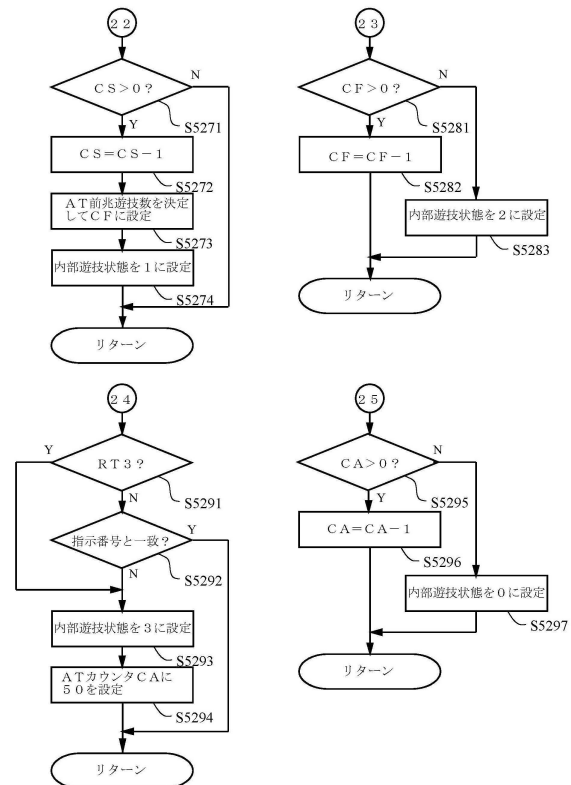 ２２
ＣＳ＞０？
N
S5271
Y
ＣＳ＝ＣＳ－１
S5272
ＡＴ前兆遊技数を決定
してＣＦに設定
S5273
内部遊技状態を１に設定
S5274
リターン
２３
ＣＦ＞０？
N
S5281
Y
ＣＦ＝ＣＦ－１
S5282
内部遊技状態を２に設定
S5283
リターン
２４
Y
ＲＴ３？
S5291
N
指示番号と一致？
Y
S5292
N
内部遊技状態を３に設定
S5293
ＡＴカウンタＣＡに
５０を設定
S5294
リターン
２５
ＣＡ＞０？
N
S5295
Y
ＣＡ＝ＣＡ－１
S5296
内部遊技状態を０に設定
S5297
リターン